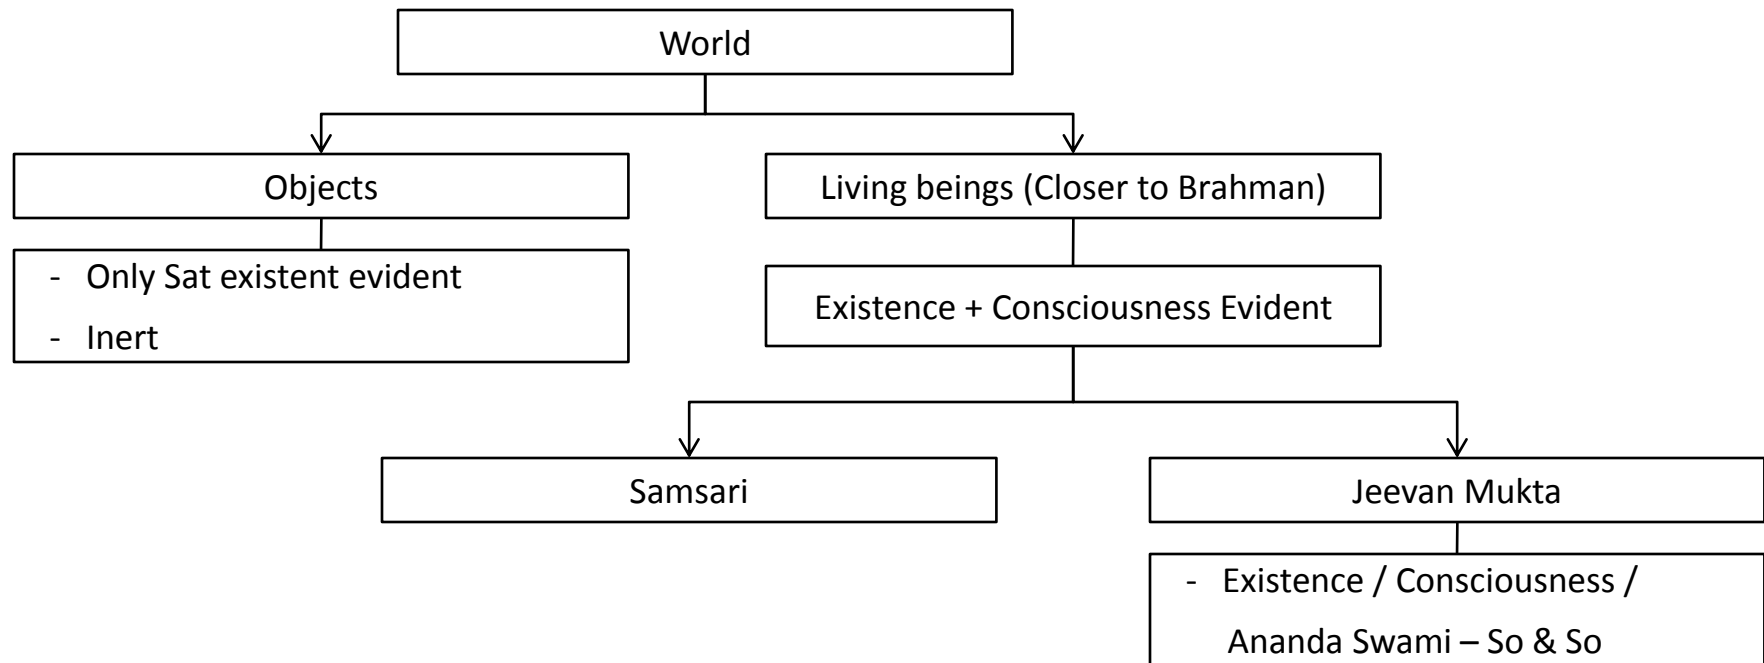 World
Objects
Living beings (Closer to Brahman)
- Only Sat existent evident
- Inert
Existence + Consciousness Evident
Samsari
Jeevan Mukta
- Existence / Consciousness /
Ananda Swami – So & So